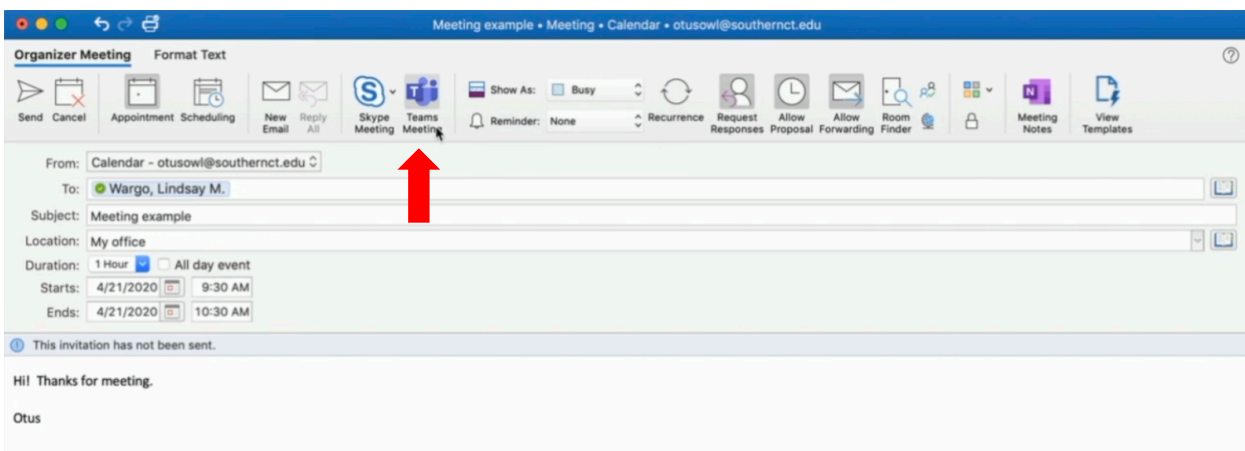 Meeting example • Meeting • Calendar • otusowl@southernct.edu
Organizer Meeting Format Text
Send Cancel Appointment Scheduling New Email Reply All Skype Meeting Teams Meeting Show As: Busy Recurrence Request Responses Allow Proposal Allow Forwarding Room Finder Meeting Notes View Templates
Reminder: None
From: Calendar - otusowl@southernct.edu
To: Wargo, Lindsay M.
Subject: Meeting example
Location: My office
Duration: 1 Hour All day event
Starts: 4/21/2020 9:30 AM
Ends: 4/21/2020 10:30 AM
This invitation has not been sent.
Hi! Thanks for meeting.
Otus